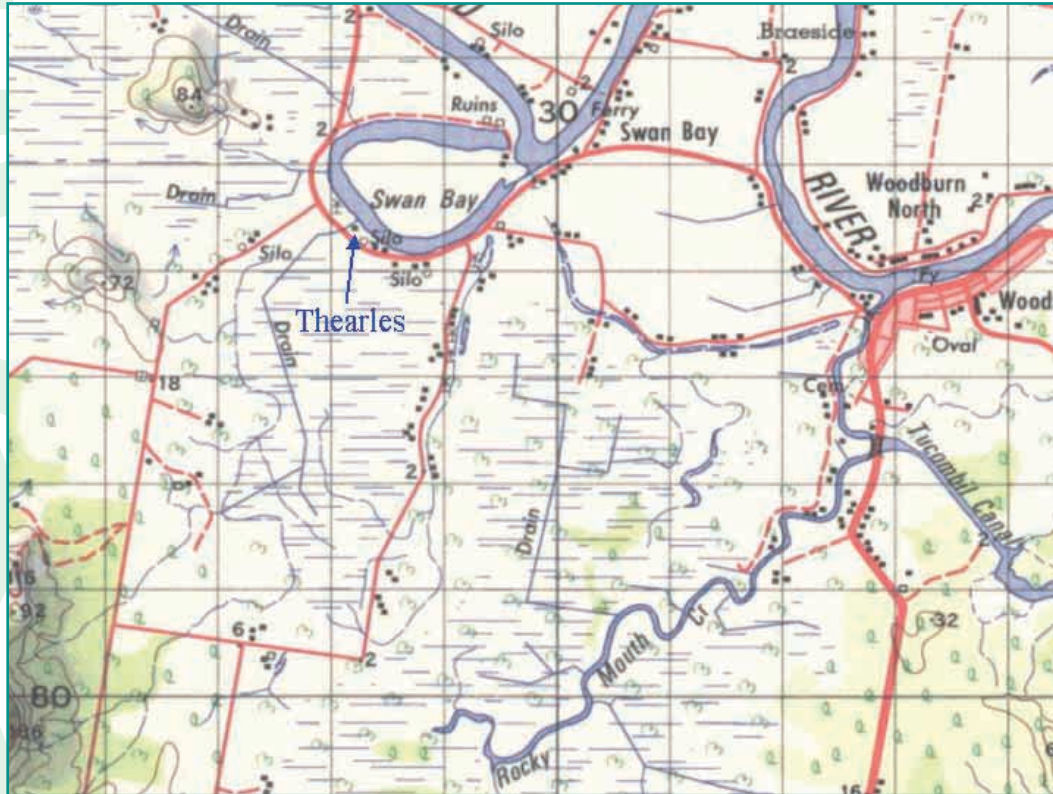 D
2
Silo
Braeside
Drain
84
Ruins
30
Ferry
2
2
2
Swan Bay
Drain
Swan Bay
RIVER
Woodburn
North
2
Silo
Silo
Silo
72
Fy
Thearles
Drain
Oval
18
Cem
2
Tucombil Canal
Drain
92
32
6
2
Mouth
Cr
80
Rocky
16